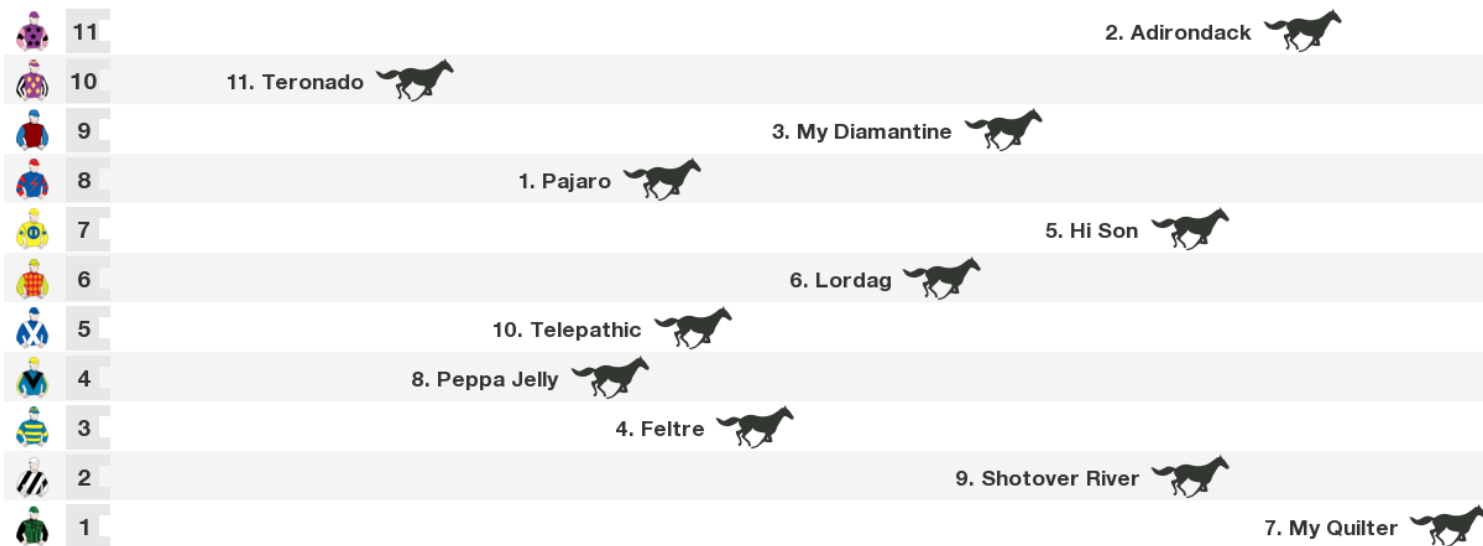 11 2. Adirondack
10 11. Teronado
9 3. My Diamantine
8 1. Pajaro
7 5. Hi Son
6 6. Lordag
5 10. Telepathic
4 8. Peppa Jelly
3 4. Feltre
2 9. Shotover River
1 7. My Quilter